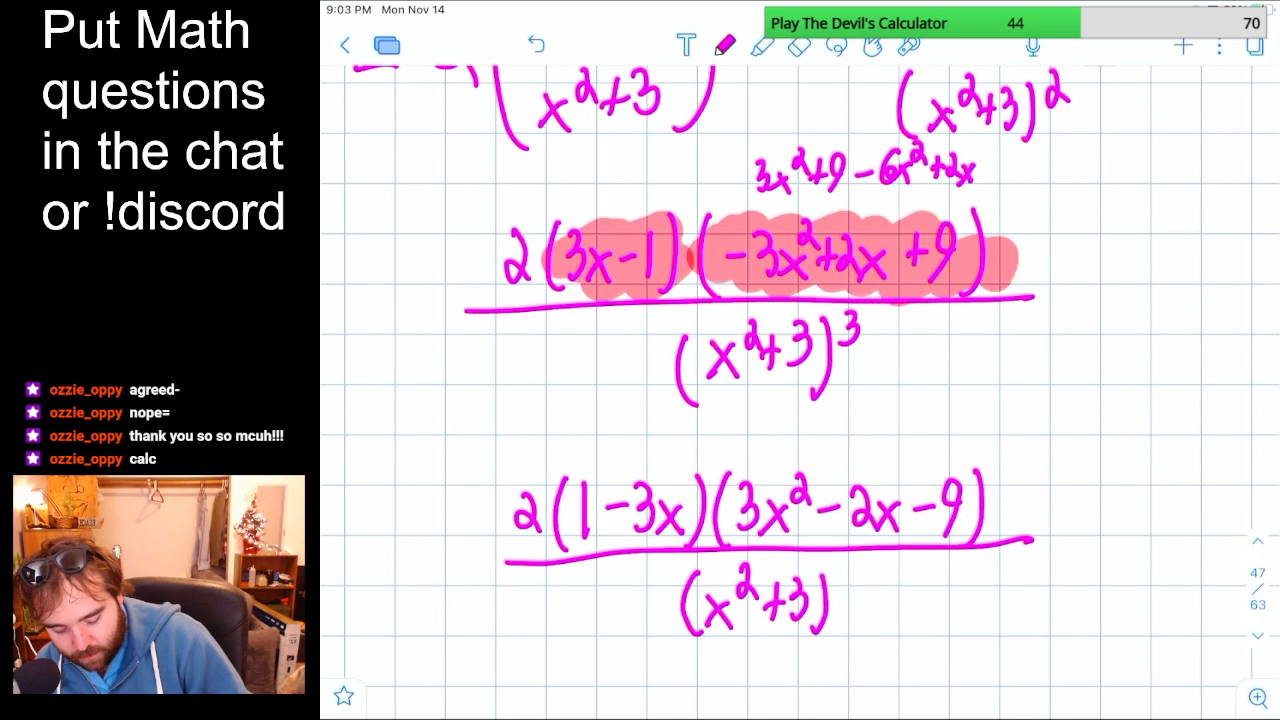 Put Math
questions
in the chat
or !discord
ozzie_oppy agreed-
ozzie_oppy nope=
ozzie_oppy thank you so so mcuh!!!
ozzie_oppy calc
9:03 PM Mon Nov 14
Play The Devil's Calculator 44 70
T
(x²+3)
(x²+3)²
3x²+9 - 6x²+2x
2(3x-1)(-3x²+2x+9)
(x²+3)³
2(1-3x)(3x²-2x-9)
(x²+3)
47
/
63